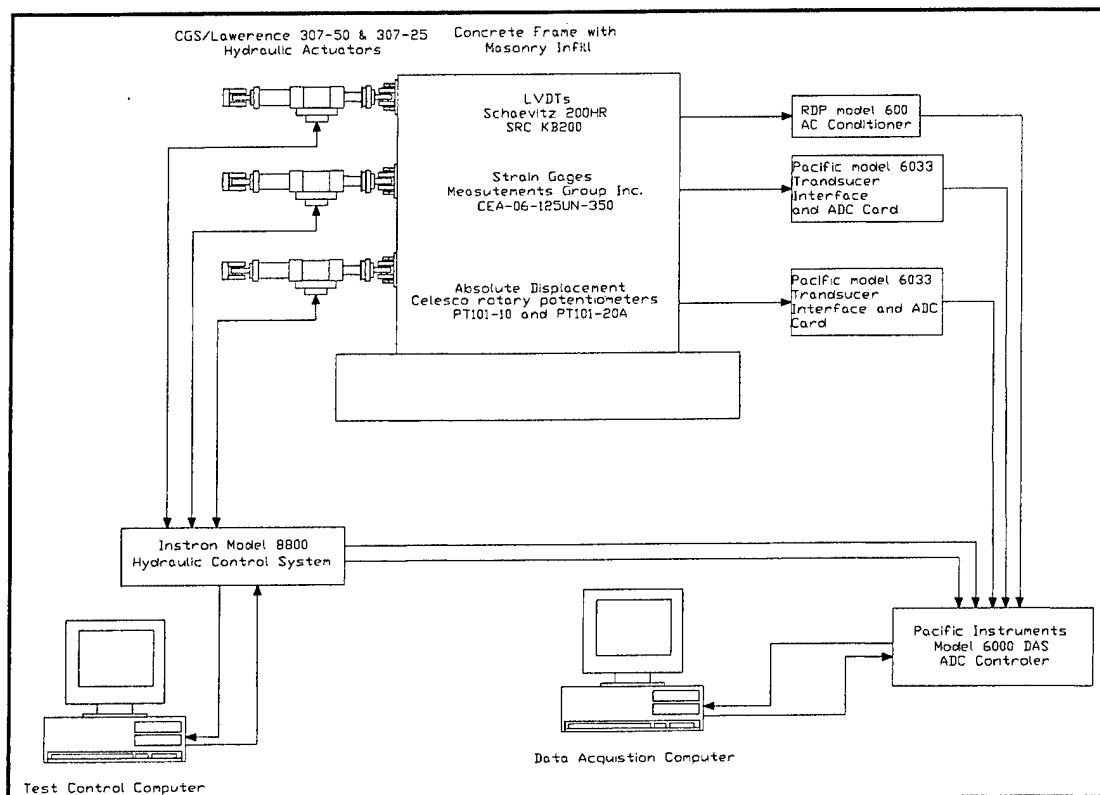 CGS/Lawerence 307-50 & 307-25
Hydraulic Actuators
Concrete Frame with
Masonry Infill
LVDTs
Schaevitz 200HR
SRC KB200
RDP model 600
AC Conditioner
Strain Gages
Measutements Group Inc.
CEA-06-125UN-350
Pacific model 6033
Trandsucer
Interface
and ADC Card
Absolute Displacement
Celesco rotary potentiometers
PT101-10 and PT101-20A
Pacific model 6033
Trandsucer
Interface and ADC
Card
Instron Model 8800
Hydraulic Control System
Pacific Instruments
Model 6000 DAS
ADC Controler
Data Acquistion Computer
Test Control Computer